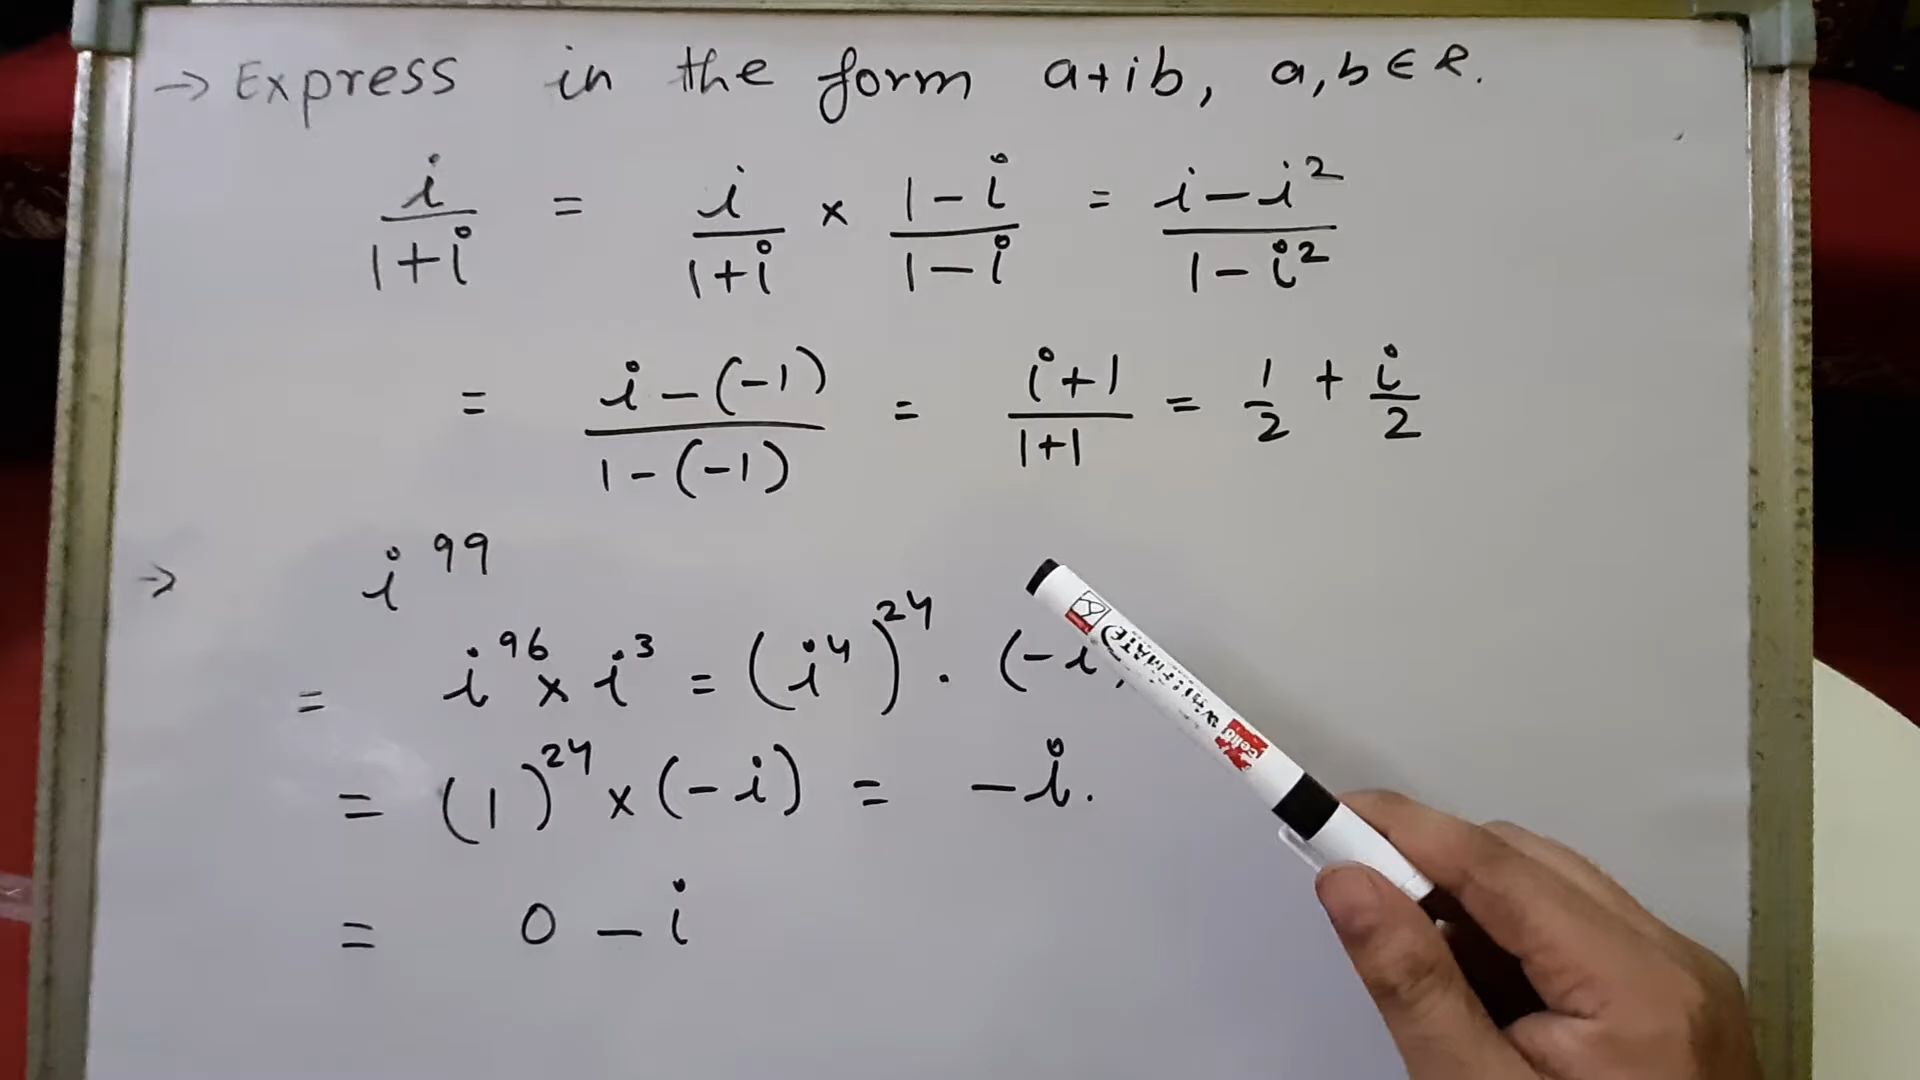 → Express in the form a+ib, a,b ∈ R.
i/(1+i) = i/(1+i) × (1-i)/(1-i) = (i-i²)/(1-i²)
= (i-(-1))/(1-(-1)) = (i+1)/(1+1) = 1/2 + i/2
→ i⁹⁹
= i⁹⁶ × i³ = (i⁴)²⁴ . (-i)
= (1)²⁴ × (-i) = -i.
= 0 - i
cello